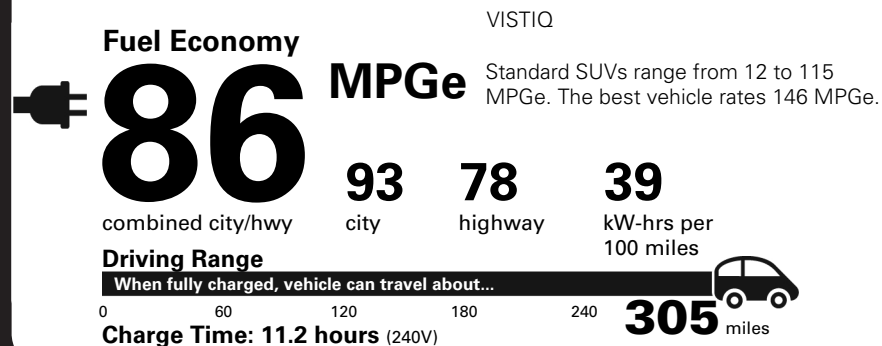 VISTIQ
Fuel Economy
86
MPGe
Standard SUVs range from 12 to 115
MPGe. The best vehicle rates 146 MPGe.
93
78
39
combined city/hwy
city
highway
kW-hrs per
100 miles
Driving Range
When fully charged, vehicle can travel about...
0 60 120 180 240 305 miles
Charge Time: 11.2 hours (240V)